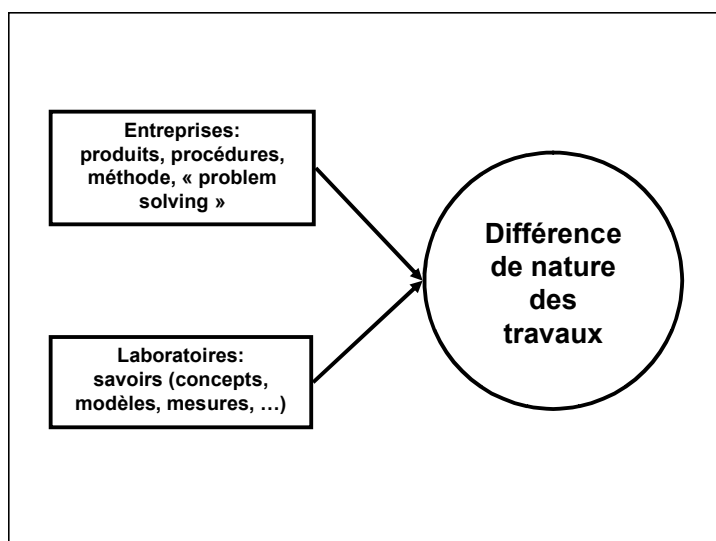 Entreprises:
produits, procédures,
méthode, « problem
solving »
Laboratoires:
savoirs (concepts,
modèles, mesures, …)
Différence
de nature
des
travaux